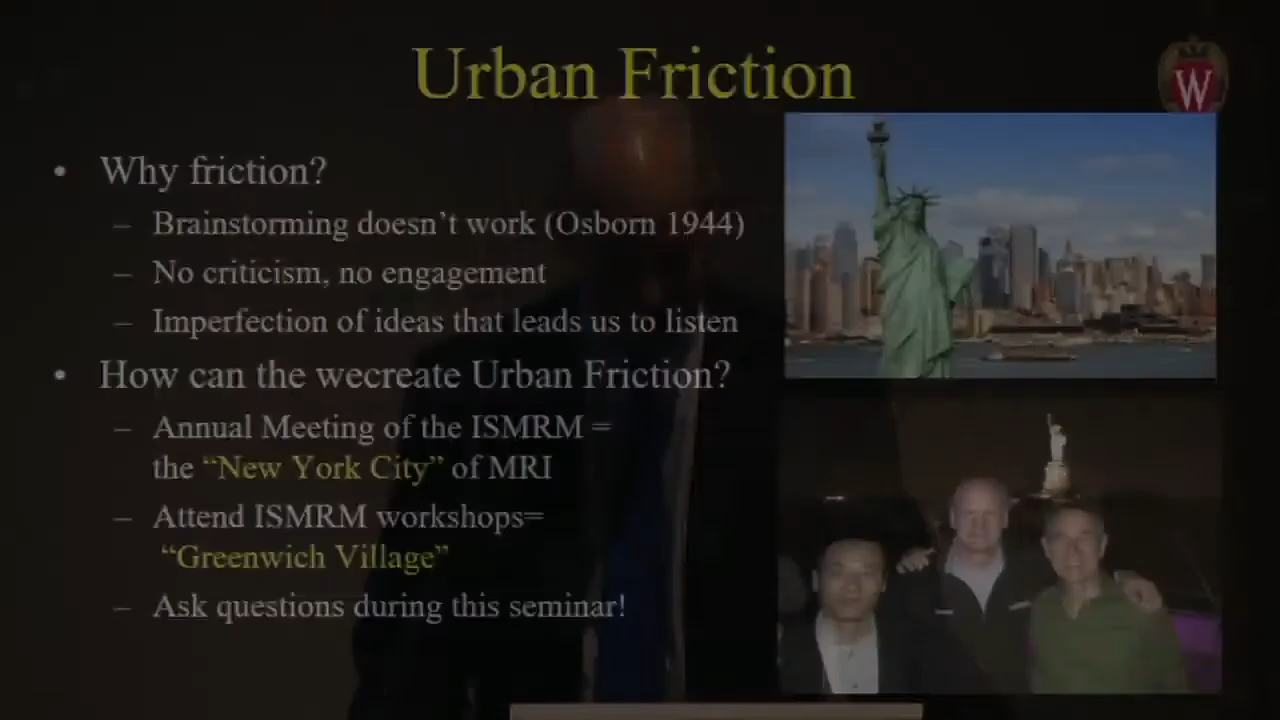 Urban Friction
W
• Why friction?
– Brainstorming doesn’t work (Osborn 1944)
– No criticism, no engagement
– Imperfection of ideas that leads us to listen
• How can the wecreate Urban Friction?
– Annual Meeting of the ISMRM =
the “New York City” of MRI
– Attend ISMRM workshops=
“Greenwich Village”
– Ask questions during this seminar!